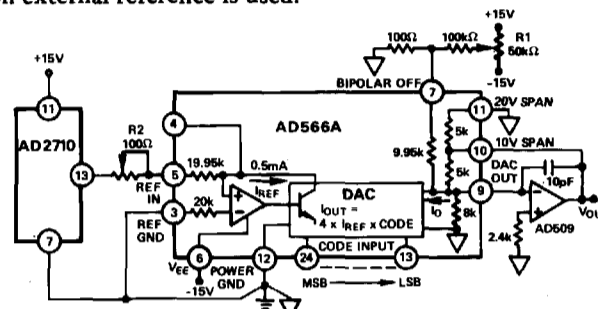 on external reference is used.
+15V
100Ω
100kΩ
R1
50kΩ
-15V
BIPOLAR OFF
7
+15V
11
AD2710
13
7
R2
100Ω
4
5
REF
IN
3
REF
GND
19.95k
20k
0.5mA
IREF
AD566A
9.95k
DAC
IOUT =
4 x IREF x CODE
CODE INPUT
IO
8k
5k
5k
11
20V SPAN
10
10V SPAN
DAC
OUT
9
10pF
AD509
2.4k
VEE
6
-15V
POWER
GND
12
24
13
MSB
LSB